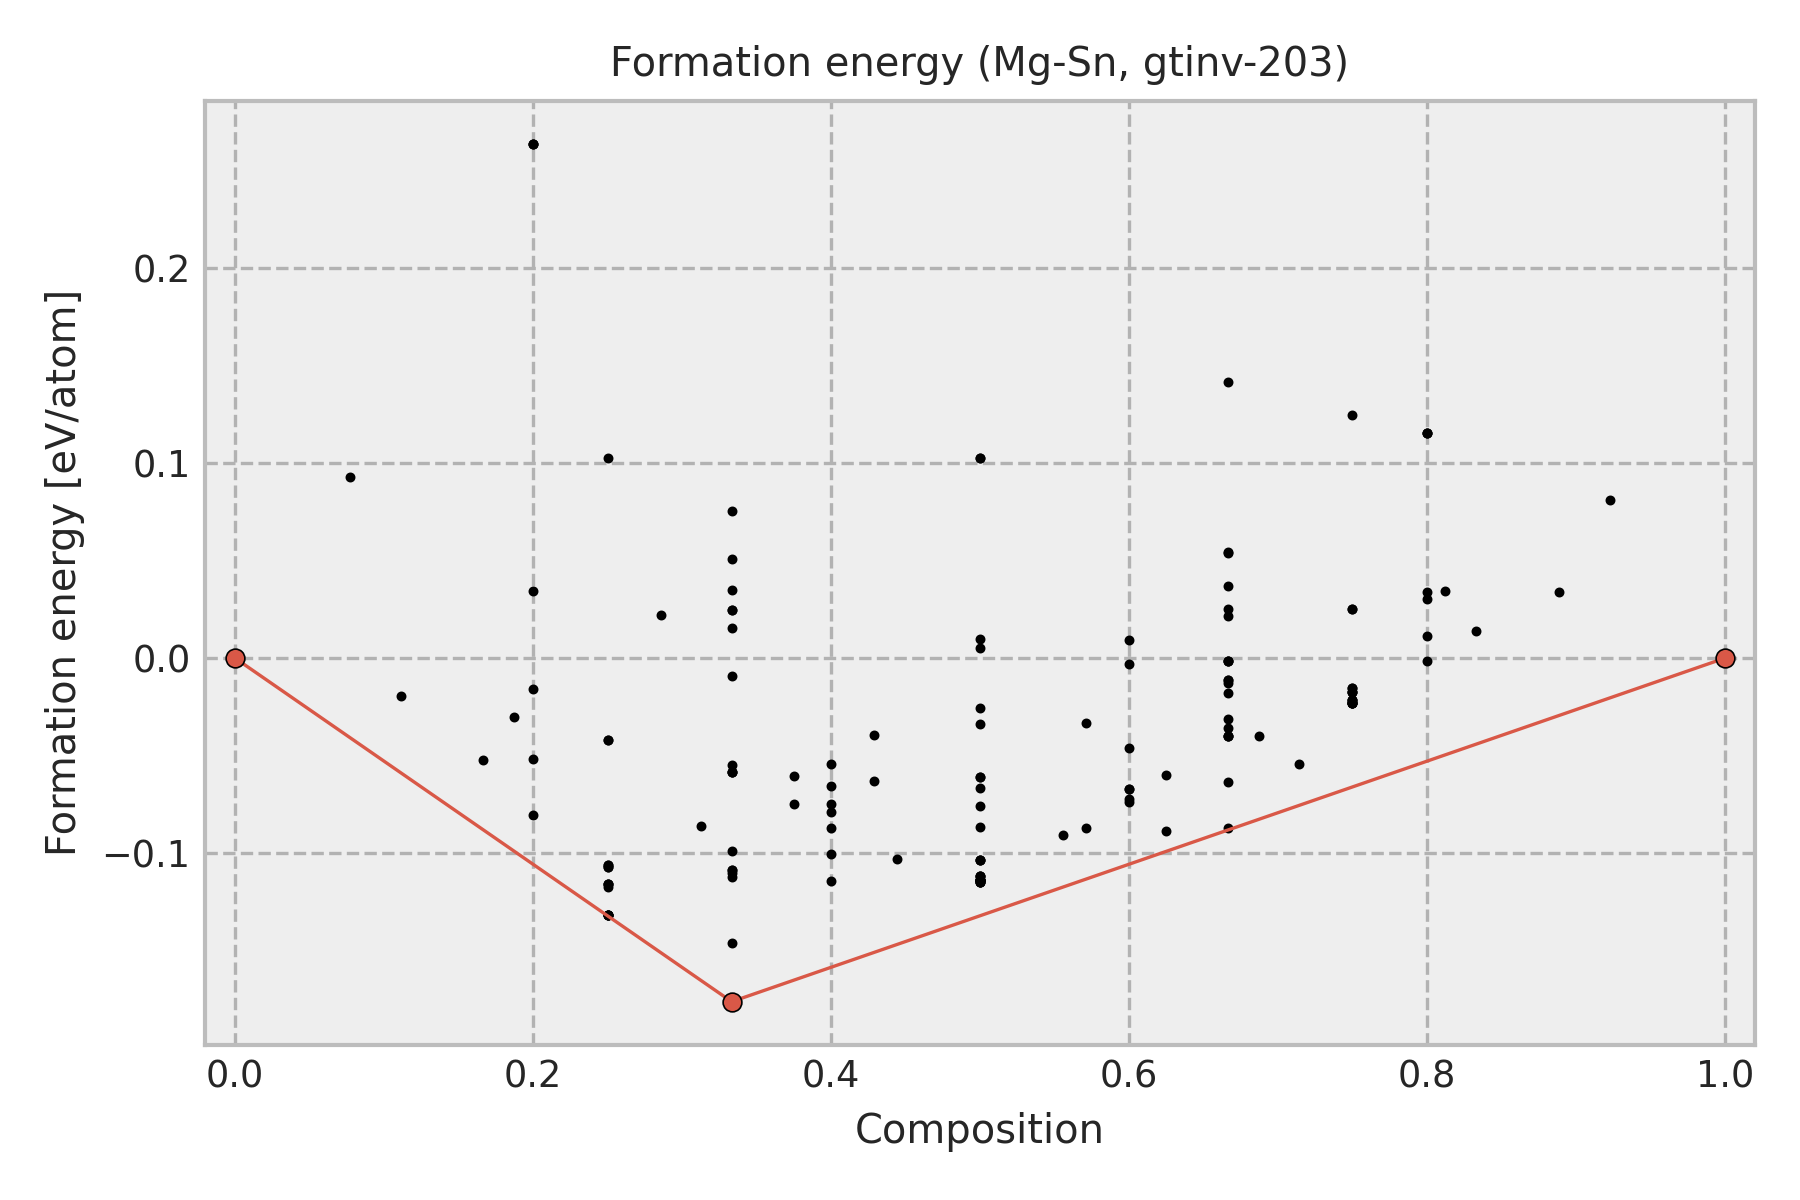 Formation energy (Mg-Sn, gtinv-203)
Formation energy [eV/atom]
0.2
0.1
0.0
−0.1
0.0 0.2 0.4 0.6 0.8 1.0
Composition